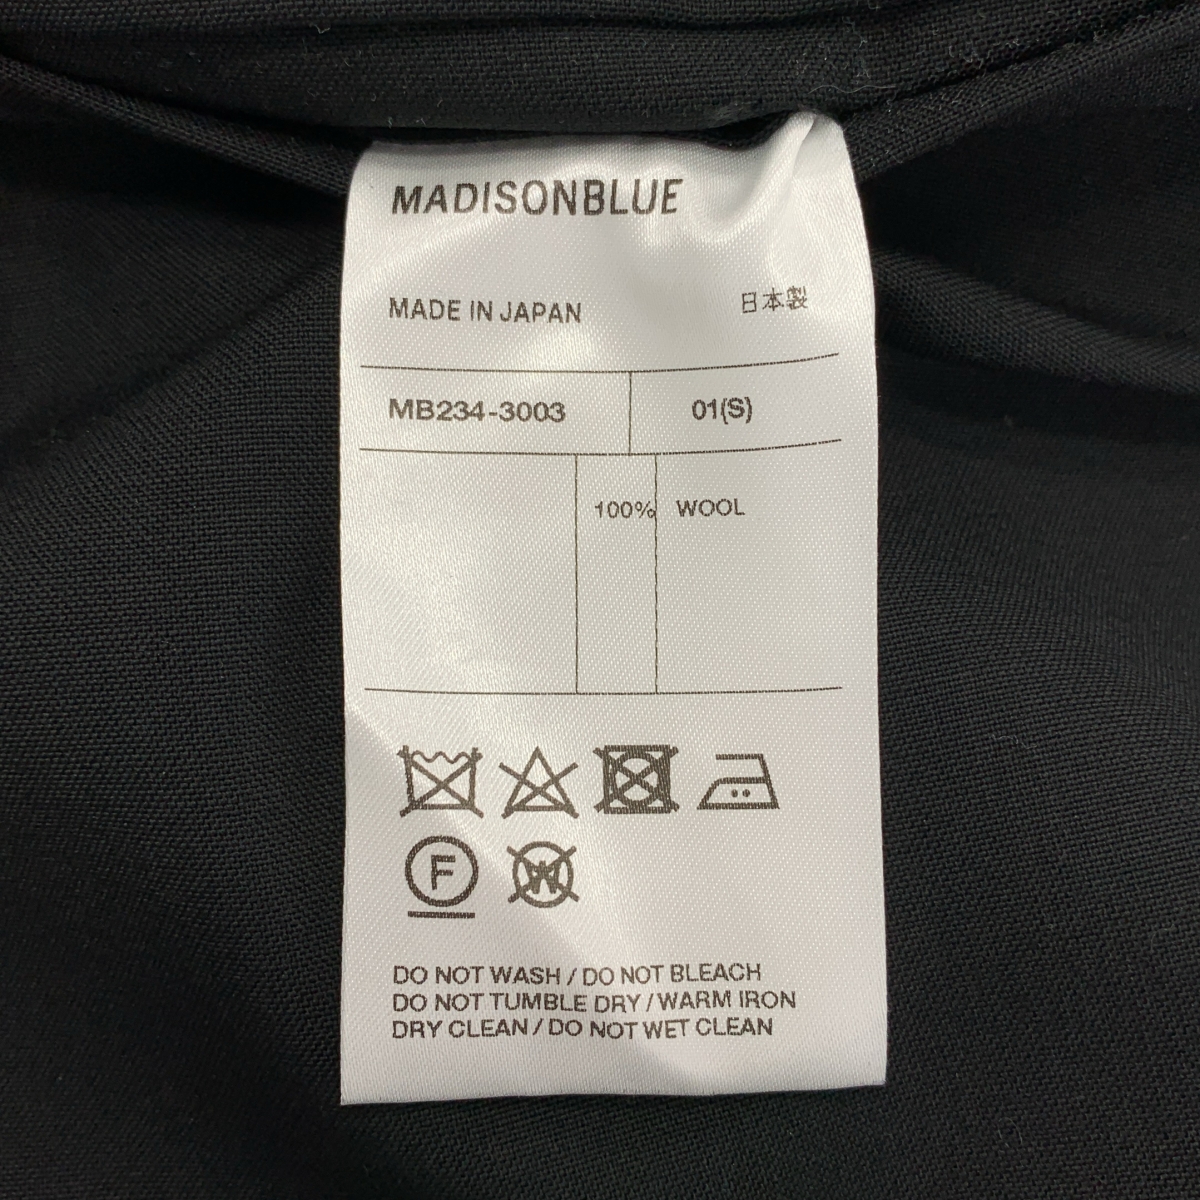 MADISONBLUE
MADE IN JAPAN 日本製
MB234-3003 01(S)
100% WOOL
F W
DO NOT WASH / DO NOT BLEACH
DO NOT TUMBLE DRY / WARM IRON
DRY CLEAN / DO NOT WET CLEAN